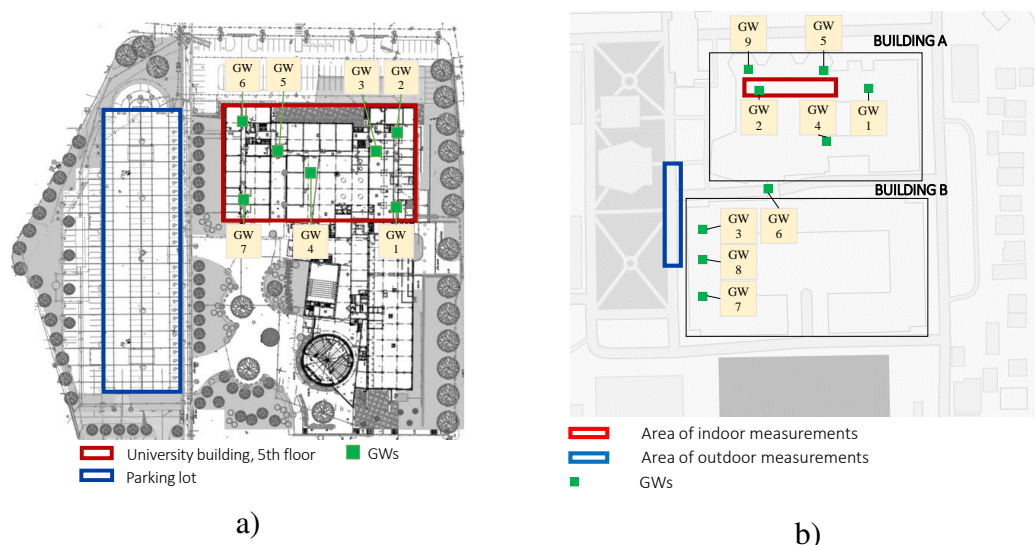 GW
6
GW
5
GW
3
GW
2
GW
7
GW
4
GW
1
University building, 5th floor
GWs
Parking lot
a)
GW
9
GW
5
BUILDING A
GW
2
GW
4
GW
1
BUILDING B
GW
3
GW
6
GW
8
GW
7
Area of indoor measurements
Area of outdoor measurements
GWs
b)